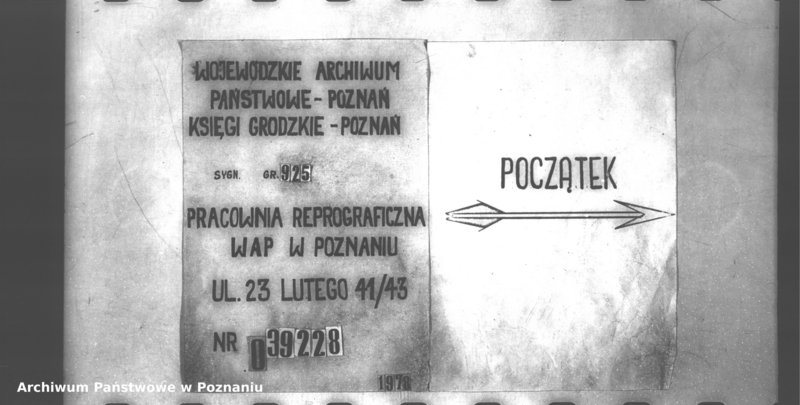 WOJEWÓDZKIE ARCHIWUM
PAŃSTWOWE - POZNAŃ
KSIĘGI GRODZKIE - POZNAŃ
SYGN. GR. 925
PRACOWNIA REPROGRAFICZNA
WAP W POZNANIU
UL. 23 LUTEGO 41/43
NR 039228
1970
POCZĄTEK
Archiwum Państwowe w Poznaniu